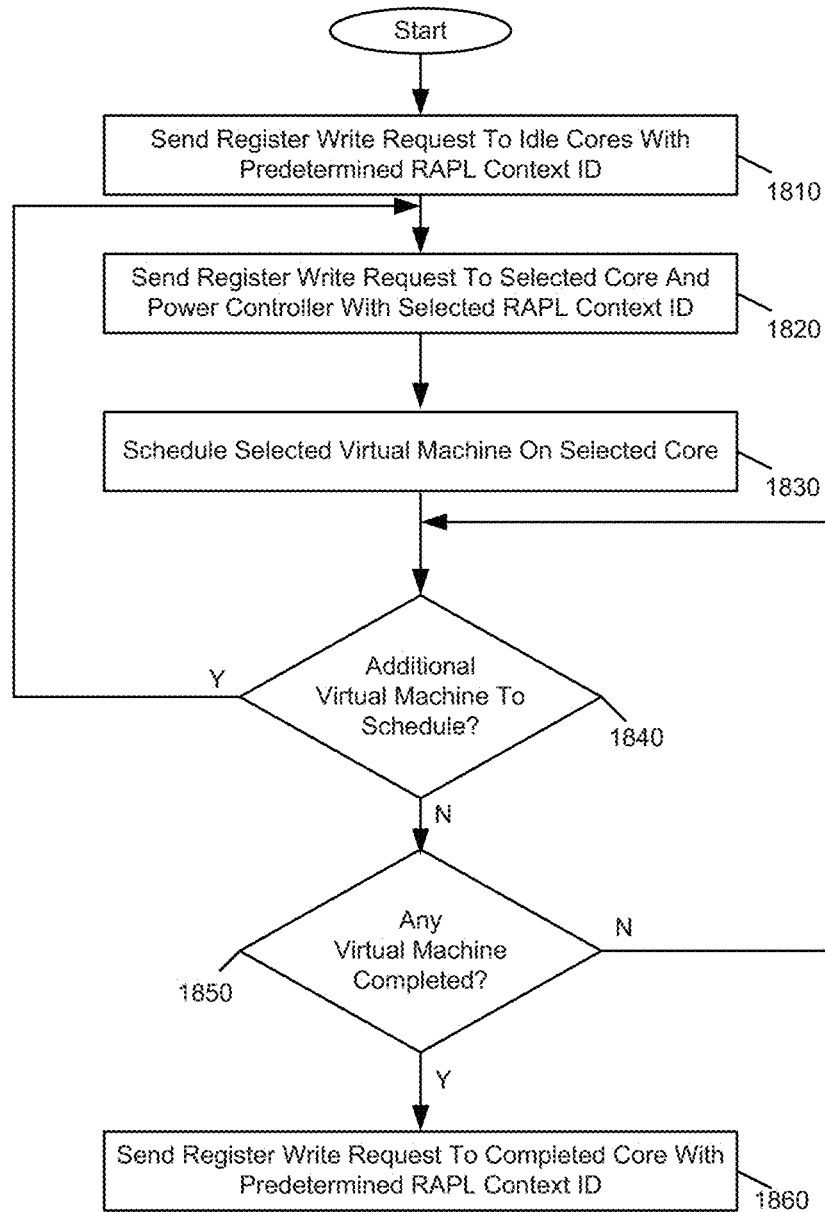 Start
Send Register Write Request To Idle Cores With
Predetermined RAPL Context ID
1810
Send Register Write Request To Selected Core And
Power Controller With Selected RAPL Context ID
1820
Schedule Selected Virtual Machine On Selected Core
1830
Additional
Virtual Machine To
Schedule?
Y
1840
N
Any
Virtual Machine
Completed?
N
1850
Y
Send Register Write Request To Completed Core With
Predetermined RAPL Context ID
1860